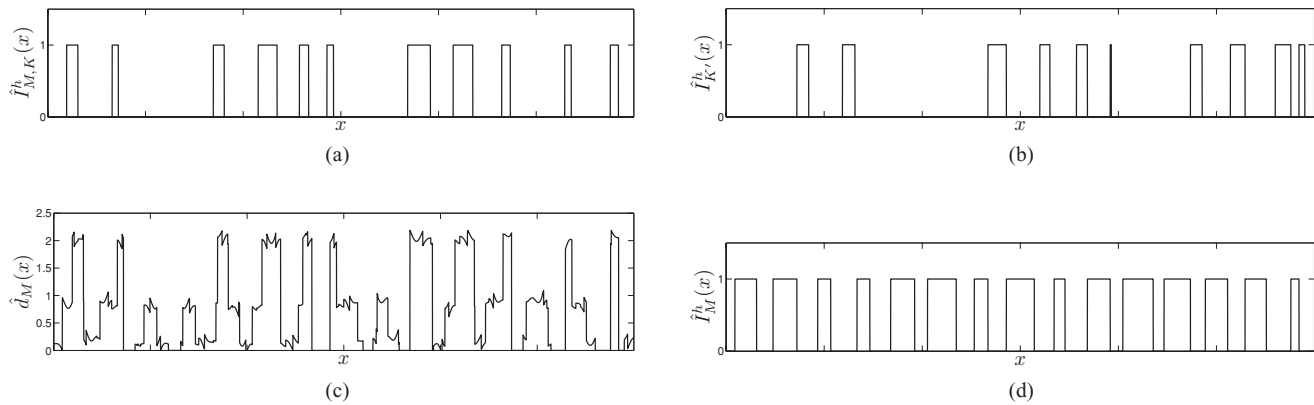 Î^h_{M,K}(x)
1
0
x
(a)
Î^h_{K′}(x)
1
0
x
(b)
d̂_M(x)
2.5
2
1.5
1
0.5
0
x
(c)
Î^h_M(x)
1
0
x
(d)